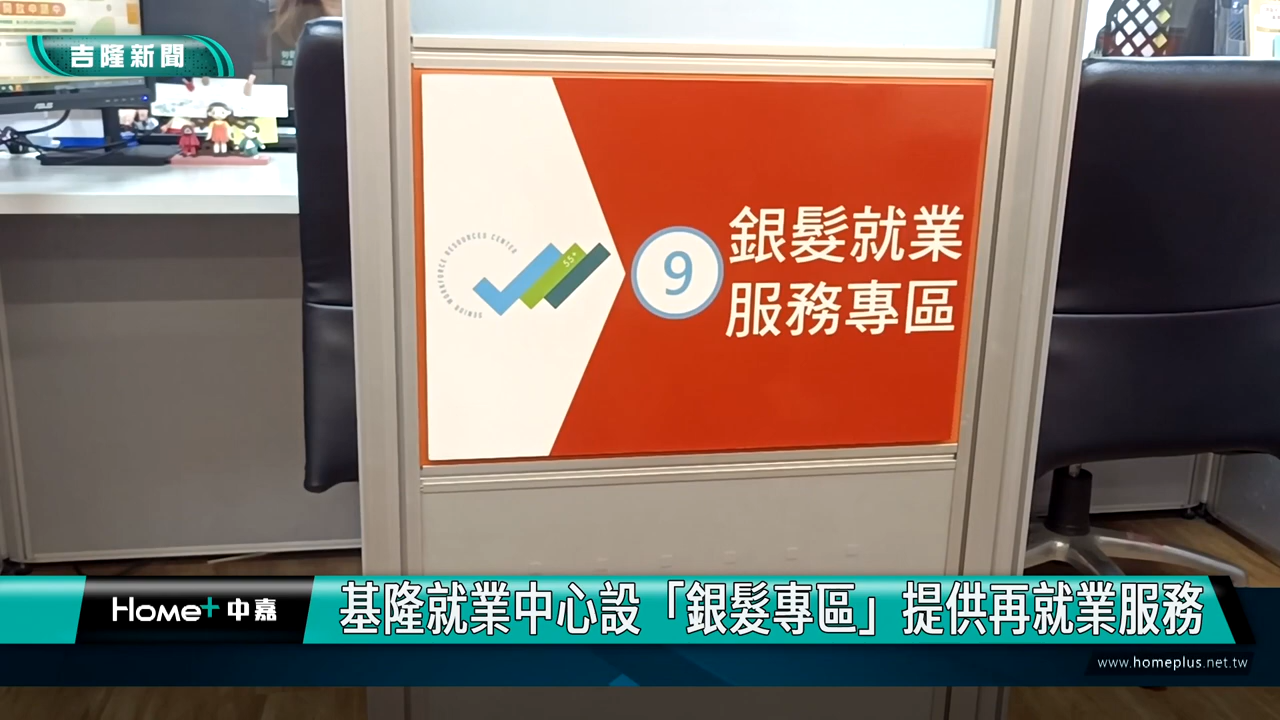 吉隆新聞
ASUS
SENIOR WORKFORCE RESOURCED CENTER
55+
9
銀髮就業
服務專區
Home+中嘉
基隆就業中心設「銀髮專區」提供再就業服務
www.homeplus.net.tw